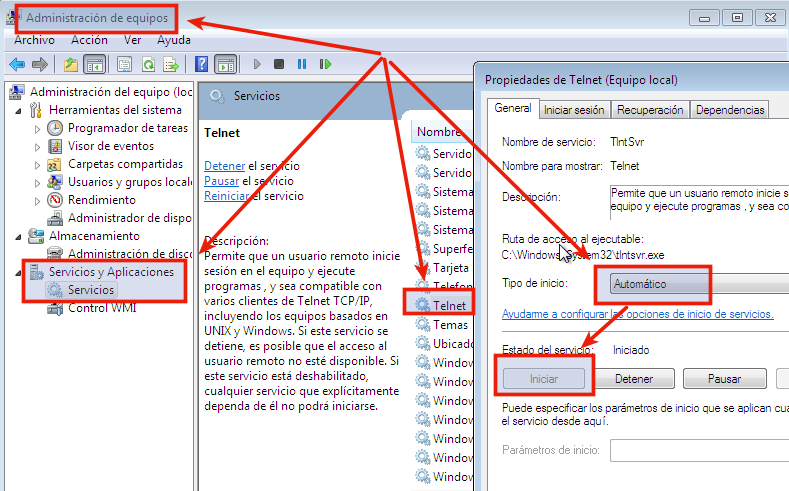 Administración de equipos
Archivo Acción Ver Ayuda
Administración del equipo (loc
Herramientas del sistema
Programador de tareas
Visor de eventos
Carpetas compartidas
Usuarios y grupos locale
Rendimiento
Administrador de dispo
Almacenamiento
Administración de disco
Servicios y Aplicaciones
Servicios
Control WMI
Servicios
Telnet
Detener el servicio
Pausar el servicio
Reiniciar el servicio
Descripción:
Permite que un usuario remoto inicie
sesión en el equipo y ejecute
programas , y sea compatible con
varios clientes de Telnet TCP/IP,
incluyendo los equipos basados en
UNIX y Windows. Si este servicio se
detiene, es posible que el acceso al
usuario remoto no esté disponible. Si
este servicio está deshabilitado,
cualquier servicio que explícitamente
dependa de él no podrá iniciarse.
Nombre
Servido
Servido
Sistema
Sistema
Sistema
Superfe
Tarjeta
Telefon
Telnet
Temas
Ubicado
Window
Window
Window
Window
Window
Window
Window
Propiedades de Telnet (Equipo local)
General Iniciar sesión Recuperación Dependencias
Nombre de servicio: TlntSvr
Nombre para mostrar: Telnet
Descripción: Permite que un usuario remoto inicie s
equipo y ejecute programas , y sea co
Ruta de acceso al ejecutable:
C:\Windows\System32\tlntsvr.exe
Tipo de inicio: Automático
Ayudarme a configurar las opciones de inicio de servicios.
Estado del servicio: Iniciado
Iniciar Detener Pausar
Puede especificar los parámetros de inicio que se aplican cua
el servicio desde aquí.
Parámetros de inicio: